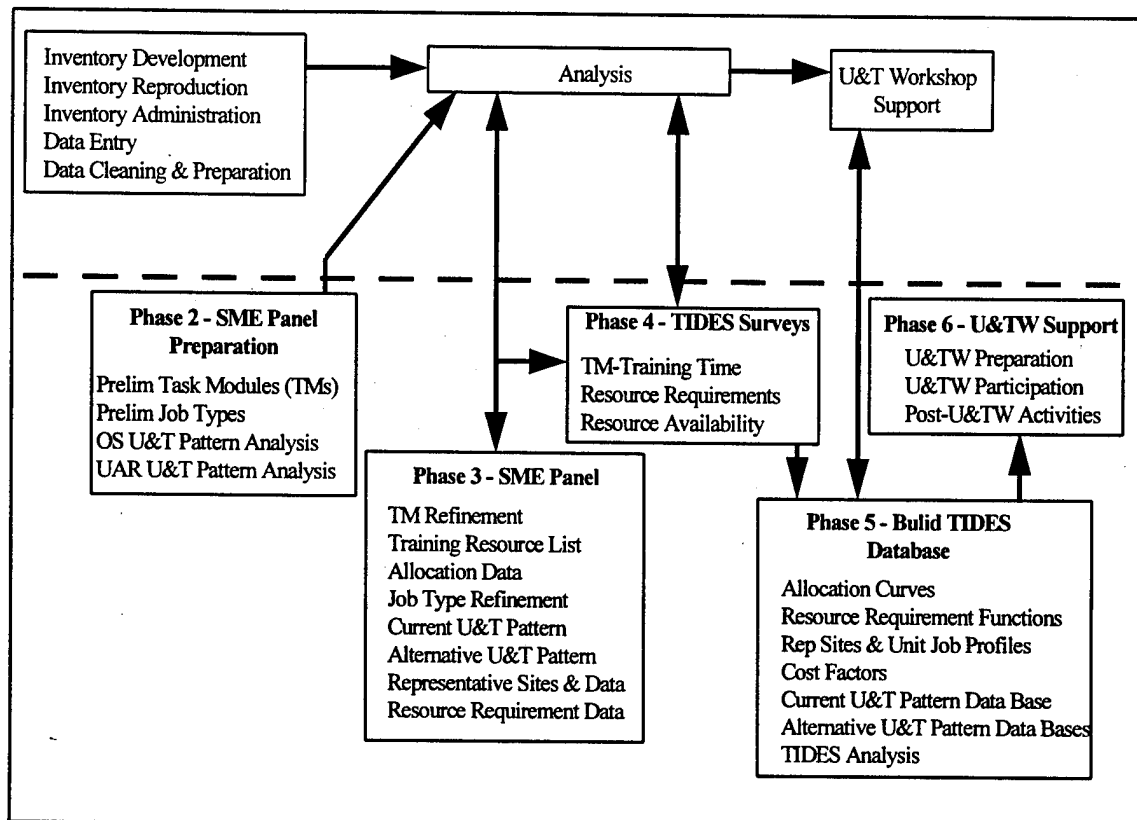 Inventory Development
Inventory Reproduction
Inventory Administration
Data Entry
Data Cleaning & Preparation
Analysis
U&T Workshop
Support
Phase 2 - SME Panel
Preparation
Prelim Task Modules (TMs)
Prelim Job Types
OS U&T Pattern Analysis
UAR U&T Pattern Analysis
Phase 3 - SME Panel
TM Refinement
Training Resource List
Allocation Data
Job Type Refinement
Current U&T Pattern
Alternative U&T Pattern
Representative Sites & Data
Resource Requirement Data
Phase 4 - TIDES Surveys
TM-Training Time
Resource Requirements
Resource Availability
Phase 5 - Bulid TIDES
Database
Allocation Curves
Resource Requirement Functions
Rep Sites & Unit Job Profiles
Cost Factors
Current U&T Pattern Data Base
Alternative U&T Pattern Data Bases
TIDES Analysis
Phase 6 - U&TW Support
U&TW Preparation
U&TW Participation
Post-U&TW Activities